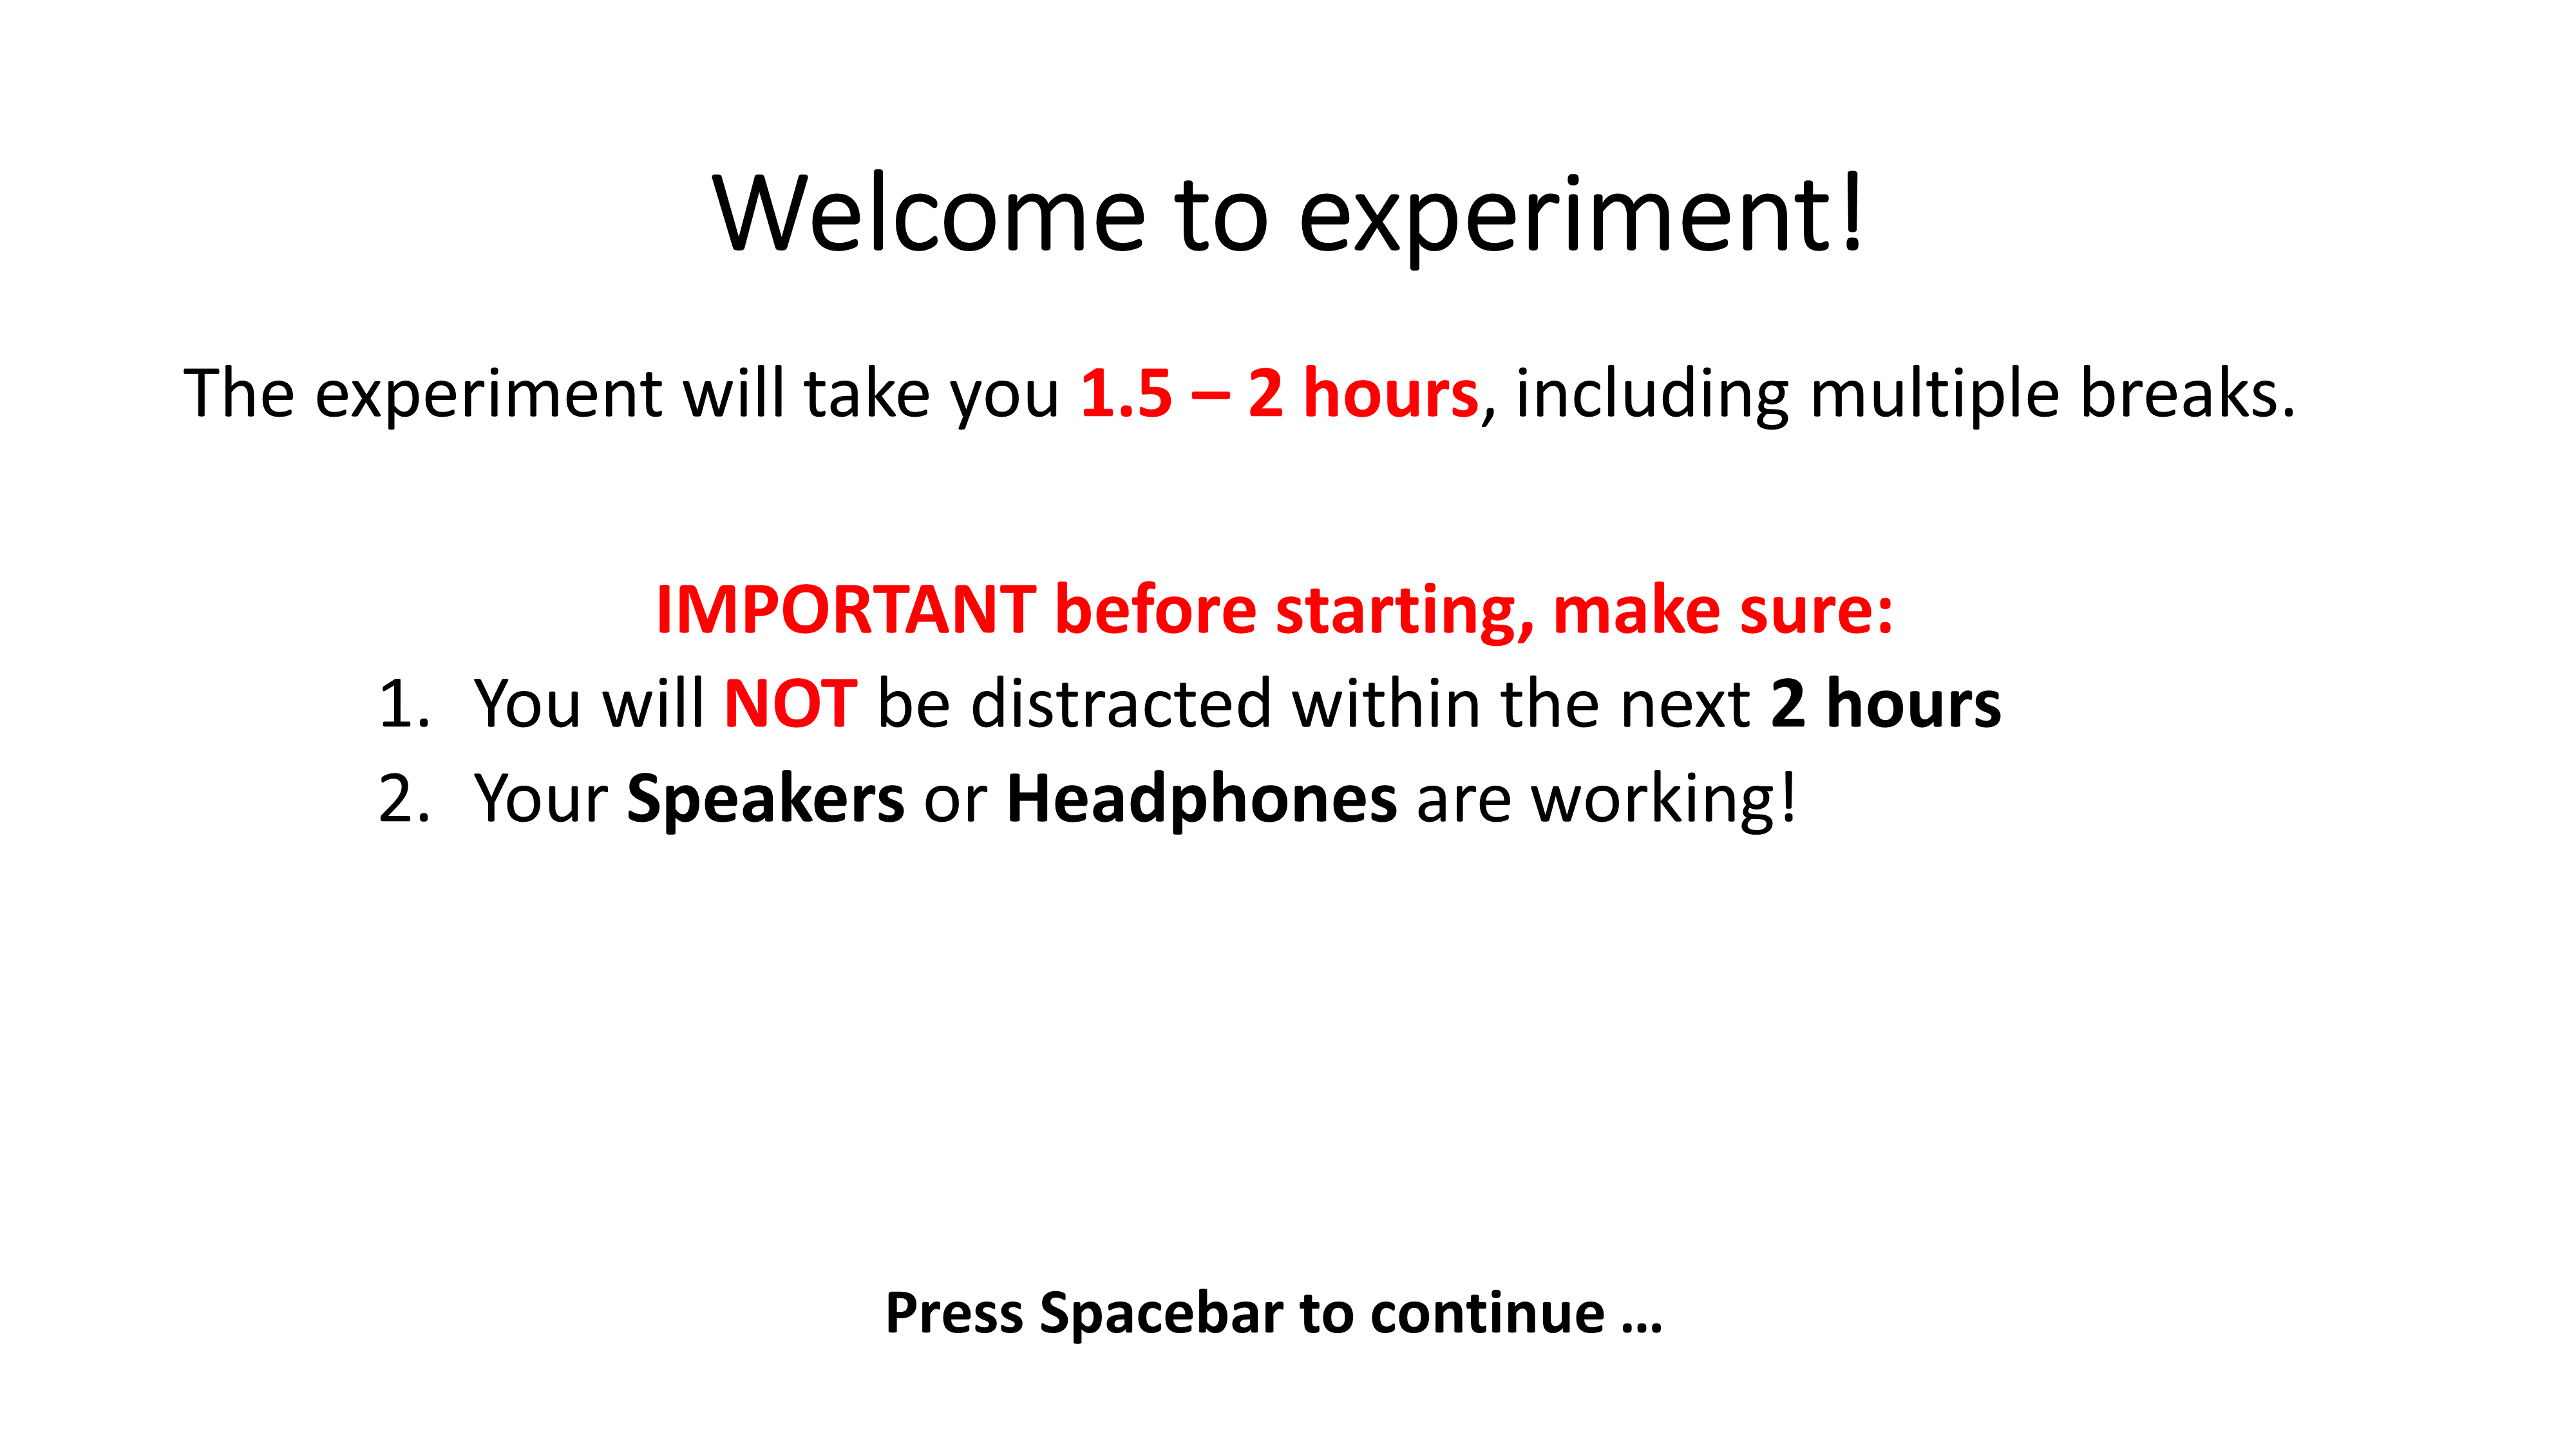 Welcome to experiment!
The experiment will take you 1.5 – 2 hours, including multiple breaks.
IMPORTANT before starting, make sure:
1. You will NOT be distracted within the next 2 hours
2. Your Speakers or Headphones are working!
Press Spacebar to continue ...